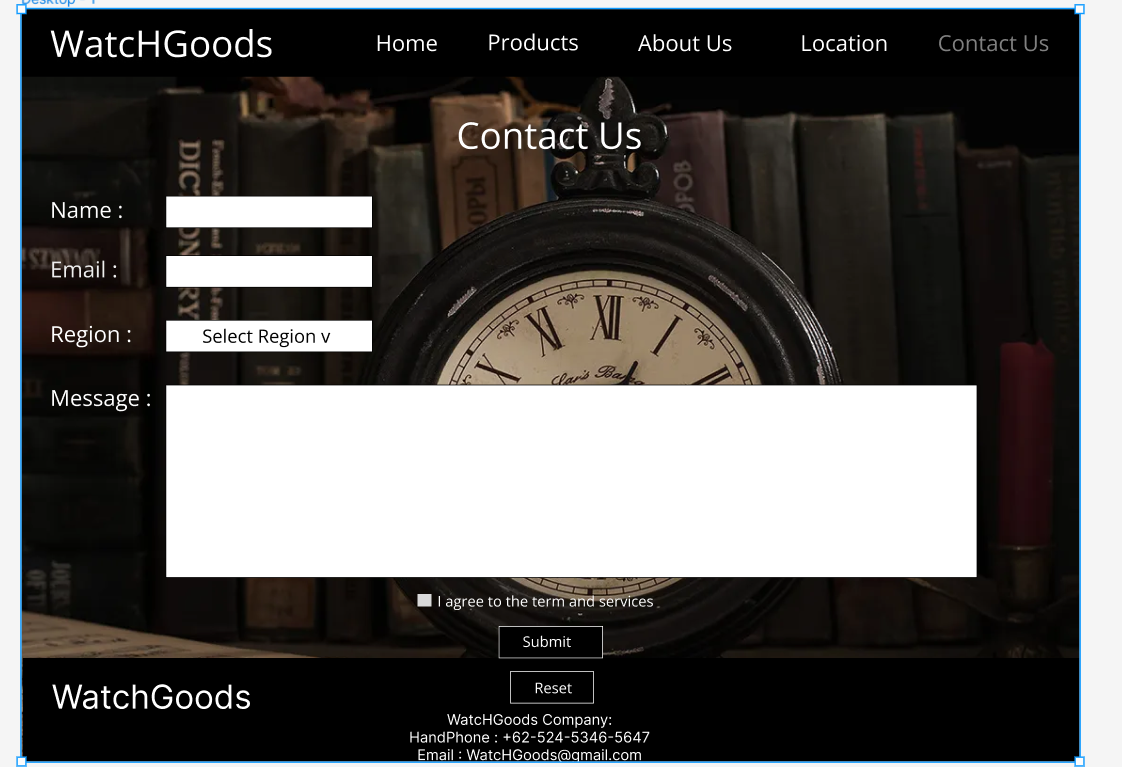 Desktop - 1
WatcHGoods
Home
Products
About Us
Location
Contact Us
Contact Us
DICTIONARY
Name :
Email :
Region :
Select Region v
Message :
I agree to the term and services
Submit
Reset
WatchGoods
WatcHGoods Company:
HandPhone : +62-524-5346-5647
Email : WatcHGoods@gmail.com